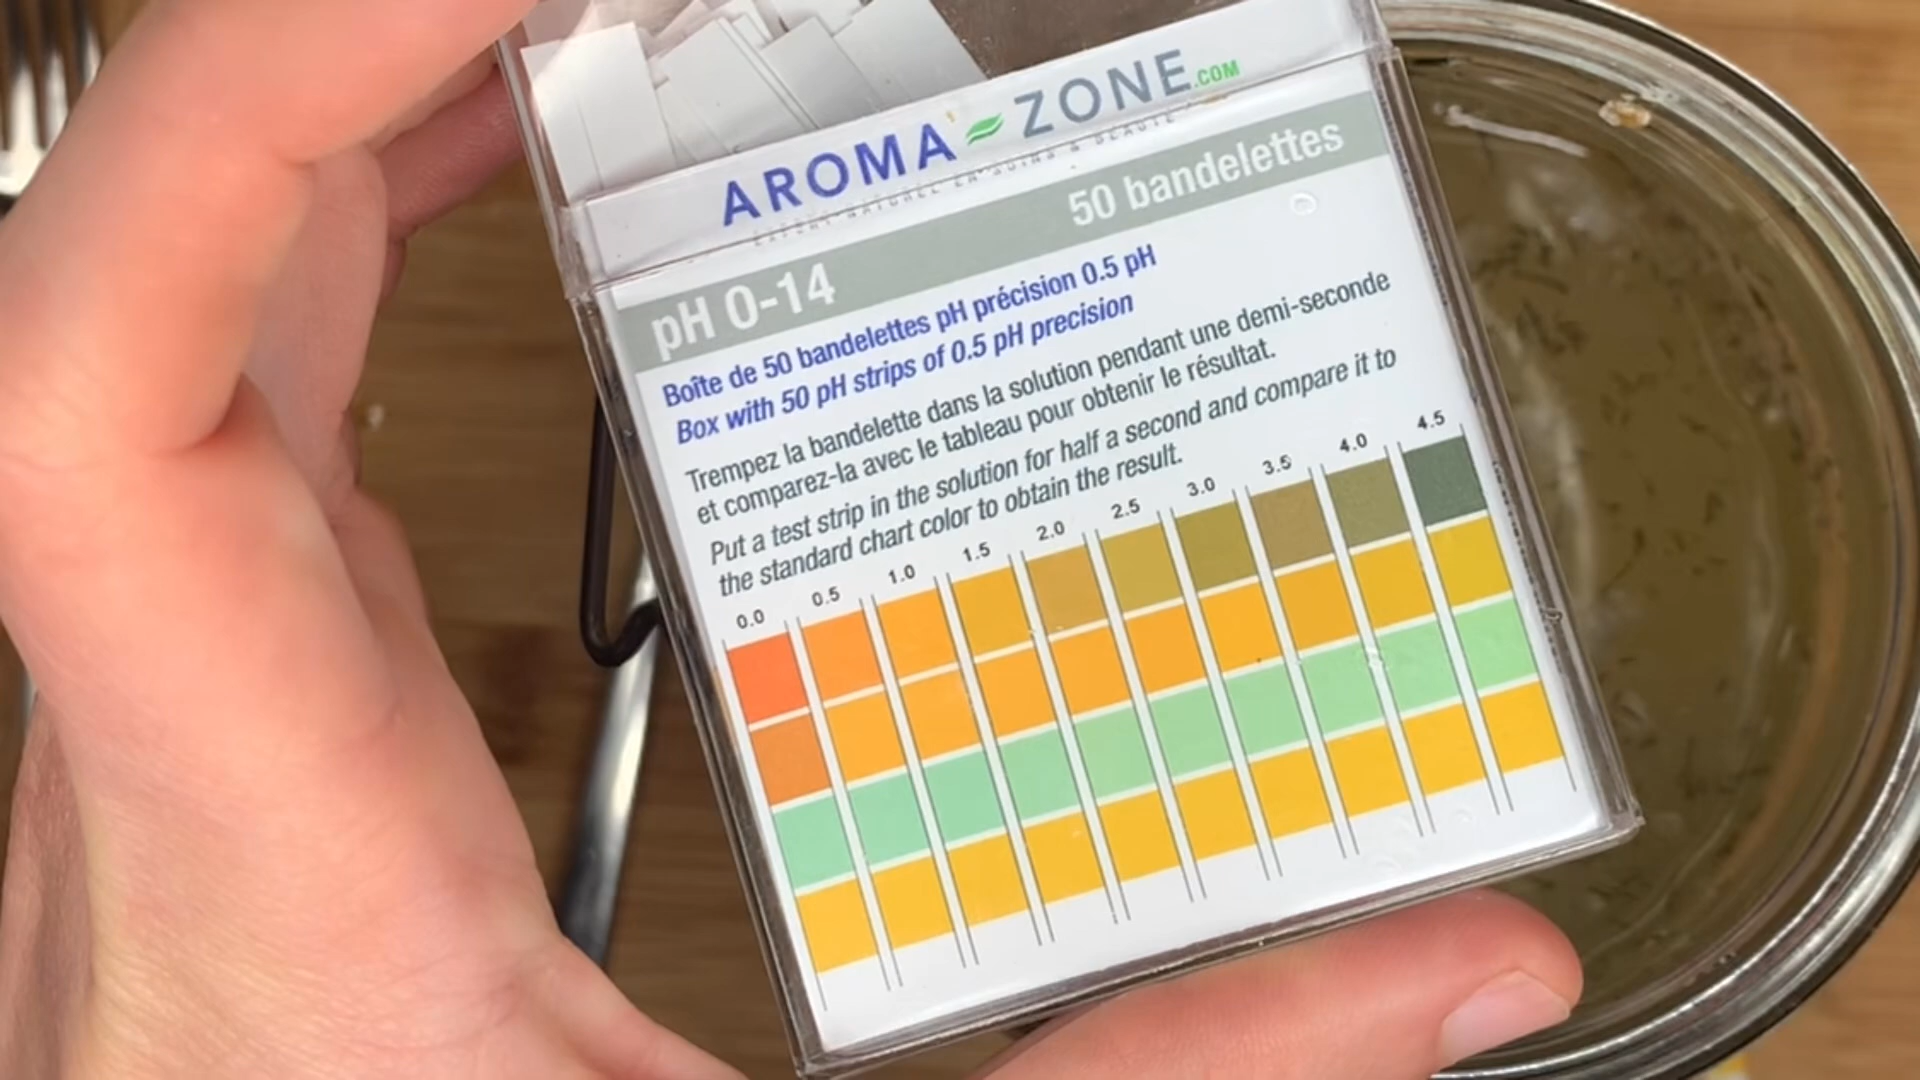 AROMA-ZONE.COM
EXPERT NATUREL EN SOINS & BEAUTÉ
50 bandelettes
pH 0-14
Boîte de 50 bandelettes pH précision 0.5 pH
Box with 50 pH strips of 0.5 pH precision
Trempez la bandelette dans la solution pendant une demi-seconde
et comparez-la avec le tableau pour obtenir le résultat.
Put a test strip in the solution for half a second and compare it to
the standard chart color to obtain the result.
0.0 0.5 1.0 1.5 2.0 2.5 3.0 3.5 4.0 4.5